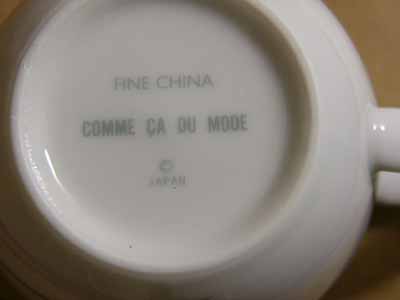 FINE CHINA
COMME ÇA DU MODE
©
JAPAN